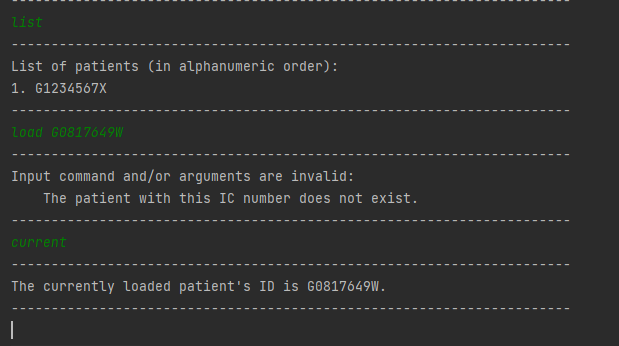 -----------------------------------------------------------------------
list
-----------------------------------------------------------------------
List of patients (in alphanumeric order):
1. G1234567X
-----------------------------------------------------------------------
load G0817649W
-----------------------------------------------------------------------
Input command and/or arguments are invalid:
    The patient with this IC number does not exist.
-----------------------------------------------------------------------
current
-----------------------------------------------------------------------
The currently loaded patient's ID is G0817649W.
-----------------------------------------------------------------------